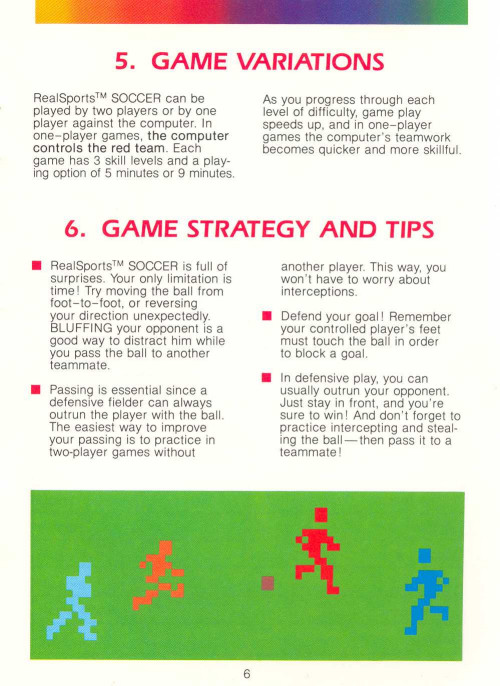 5. GAME VARIATIONS
RealSports™ SOCCER can be
played by two players or by one
player against the computer. In
one-player games, the computer
controls the red team. Each
game has 3 skill levels and a play-
ing option of 5 minutes or 9 minutes.
As you progress through each
level of difficulty, game play
speeds up, and in one-player
games the computer's teamwork
becomes quicker and more skillful.
6. GAME STRATEGY AND TIPS
■ RealSports™ SOCCER is full of
surprises. Your only limitation is
time! Try moving the ball from
foot-to-foot, or reversing
your direction unexpectedly.
BLUFFING your opponent is a
good way to distract him while
you pass the ball to another
teammate.
■ Passing is essential since a
defensive fielder can always
outrun the player with the ball.
The easiest way to improve
your passing is to practice in
two-player games without
another player. This way, you
won't have to worry about
interceptions.
■ Defend your goal! Remember
your controlled player's feet
must touch the ball in order
to block a goal.
■ In defensive play, you can
usually outrun your opponent.
Just stay in front, and you're
sure to win! And don't forget to
practice intercepting and steal-
ing the ball—then pass it to a
teammate!
6